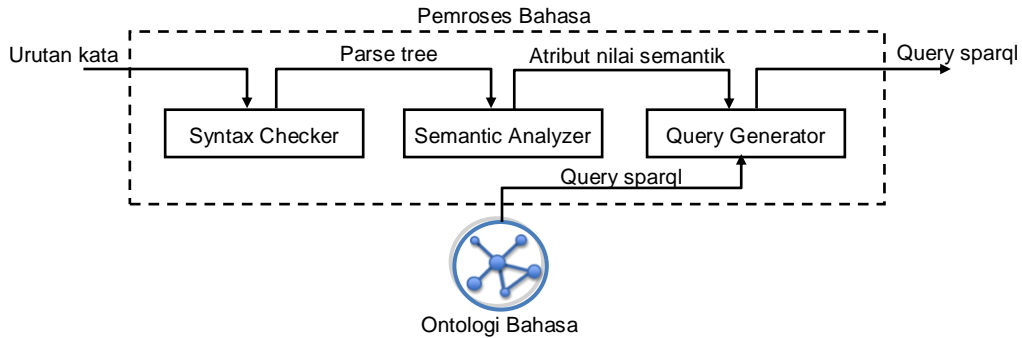 Pemroses Bahasa
Urutan kata
Parse tree
Atribut nilai semantik
Query sparql
Syntax Checker
Semantic Analyzer
Query Generator
Query sparql
Ontologi Bahasa